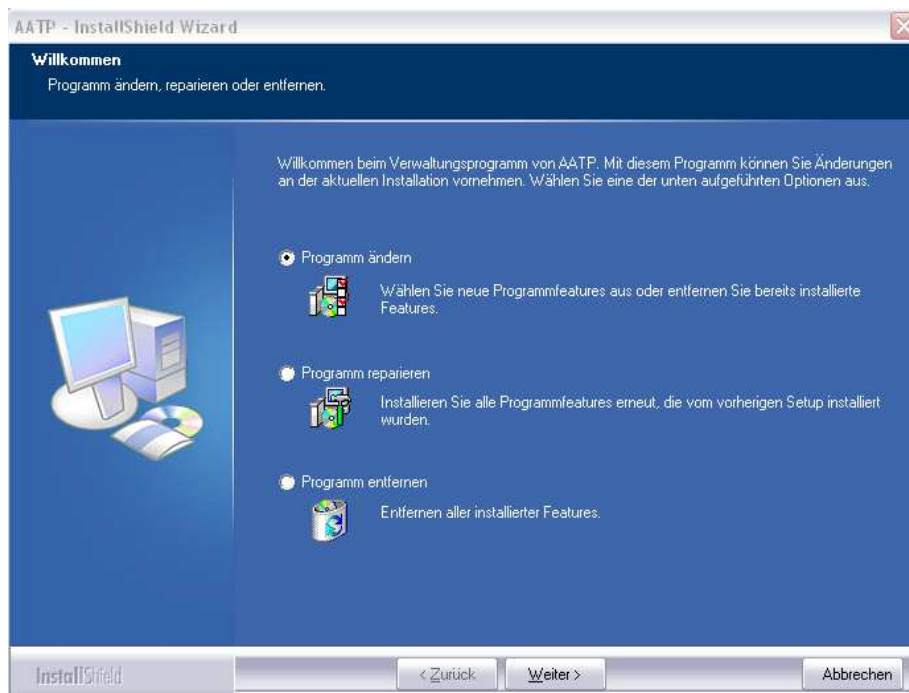 AATP - InstallShield Wizard
Willkommen
Programm ändern, reparieren oder entfernen.
Willkommen beim Verwaltungsprogramm von AATP. Mit diesem Programm können Sie Änderungen
an der aktuellen Installation vornehmen. Wählen Sie eine der unten aufgeführten Optionen aus.
Programm ändern
Wählen Sie neue Programmfeatures aus oder entfernen Sie bereits installierte
Features.
Programm reparieren
Installieren Sie alle Programmfeatures erneut, die vom vorherigen Setup installiert
wurden.
Programm entfernen
Entfernen aller installierter Features.
InstallShield
< Zurück
Weiter >
Abbrechen